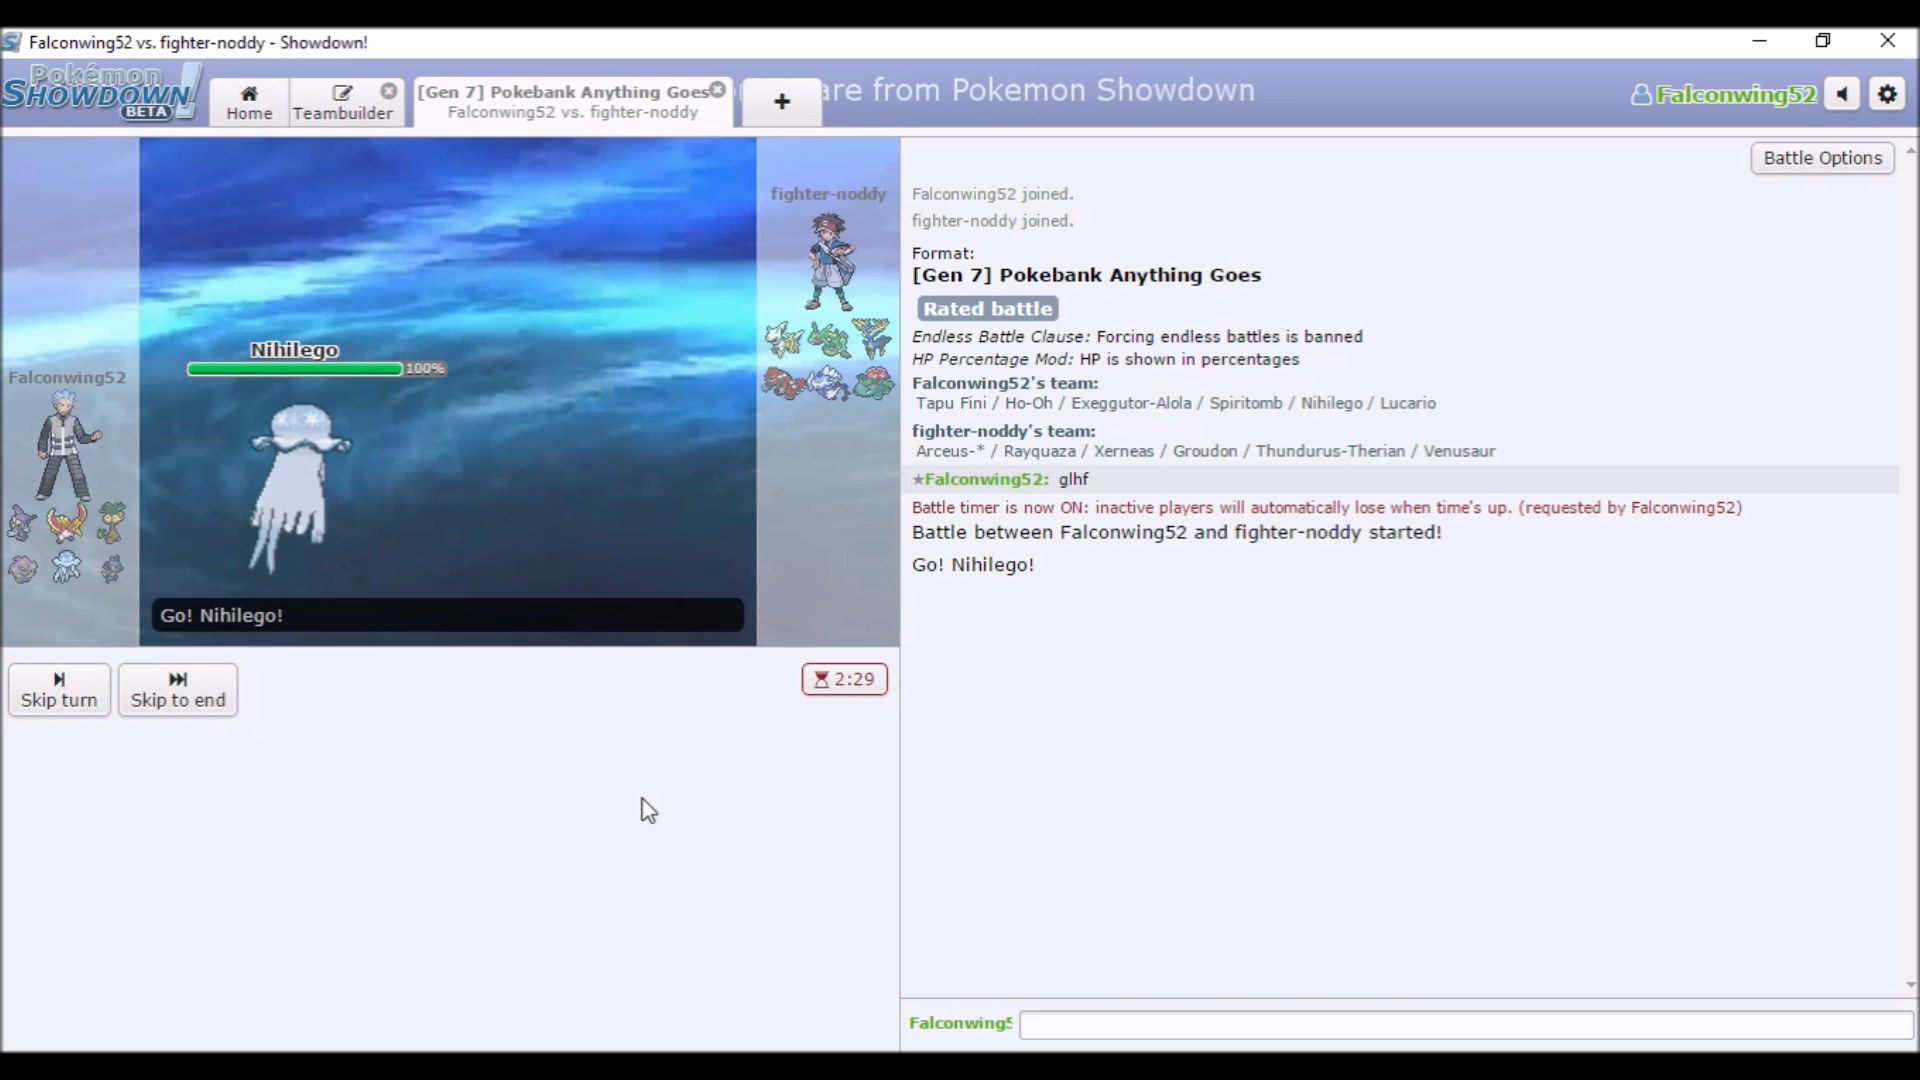 Falconwing52 vs. fighter-noddy - Showdown!
Pokémon
SHOWDOWN!
BETA
Home
Teambuilder
[Gen 7] Pokebank Anything Goes
Falconwing52 vs. fighter-noddy
are from Pokemon Showdown
Falconwing52
Battle Options
fighter-noddy
Falconwing52
Nihilego
100%
Go! Nihilego!
Skip turn
Skip to end
2:29
Falconwing52 joined.
fighter-noddy joined.
Format:
[Gen 7] Pokebank Anything Goes
Rated battle
Endless Battle Clause: Forcing endless battles is banned
HP Percentage Mod: HP is shown in percentages
Falconwing52's team:
Tapu Fini / Ho-Oh / Exeggutor-Alola / Spiritomb / Nihilego / Lucario
fighter-noddy's team:
Arceus-* / Rayquaza / Xerneas / Groudon / Thundurus-Therian / Venusaur
★Falconwing52: glhf
Battle timer is now ON: inactive players will automatically lose when time's up. (requested by Falconwing52)
Battle between Falconwing52 and fighter-noddy started!
Go! Nihilego!
Falconwing5